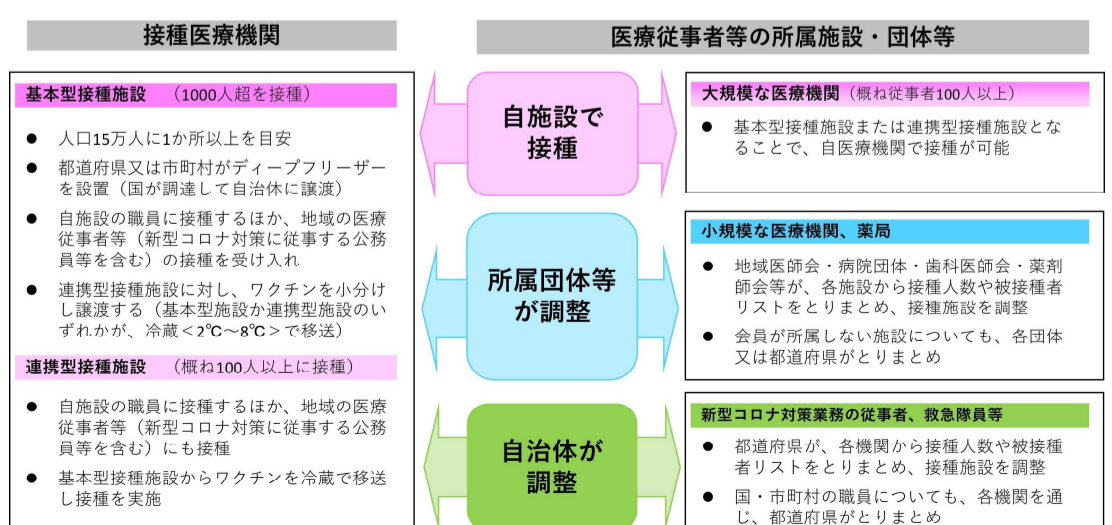 接種医療機関
基本型接種施設　（1000人超を接種）
● 人口15万人に1か所以上を目安
● 都道府県又は市町村がディープフリーザー
を設置（国が調達して自治体に譲渡）
● 自施設の職員に接種するほか、地域の医療
従事者等（新型コロナ対策に従事する公務
員等を含む）の接種を受け入れ
● 連携型接種施設に対し、ワクチンを小分け
し譲渡する（基本型施設か連携型施設のい
ずれかが、冷蔵＜2℃～8℃＞で移送）
連携型接種施設　（概ね100人以上に接種）
● 自施設の職員に接種するほか、地域の医療
従事者等（新型コロナ対策に従事する公務
員等を含む）にも接種
● 基本型接種施設からワクチンを冷蔵で移送
し接種を実施
自施設で
接種
所属団体等
が調整
自治体が
調整
医療従事者等の所属施設・団体等
大規模な医療機関（概ね従事者100人以上）
● 基本型接種施設または連携型接種施設とな
ることで、自医療機関で接種が可能
小規模な医療機関、薬局
● 地域医師会・病院団体・歯科医師会・薬剤
師会等が、各施設から接種人数や被接種者
リストをとりまとめ、接種施設を調整
● 会員が所属しない施設についても、各団体
又は都道府県がとりまとめ
新型コロナ対策業務の従事者、救急隊員等
● 都道府県が、各機関から接種人数や被接種
者リストをとりまとめ、接種施設を調整
● 国・市町村の職員についても、各機関を通
じ、都道府県がとりまとめ